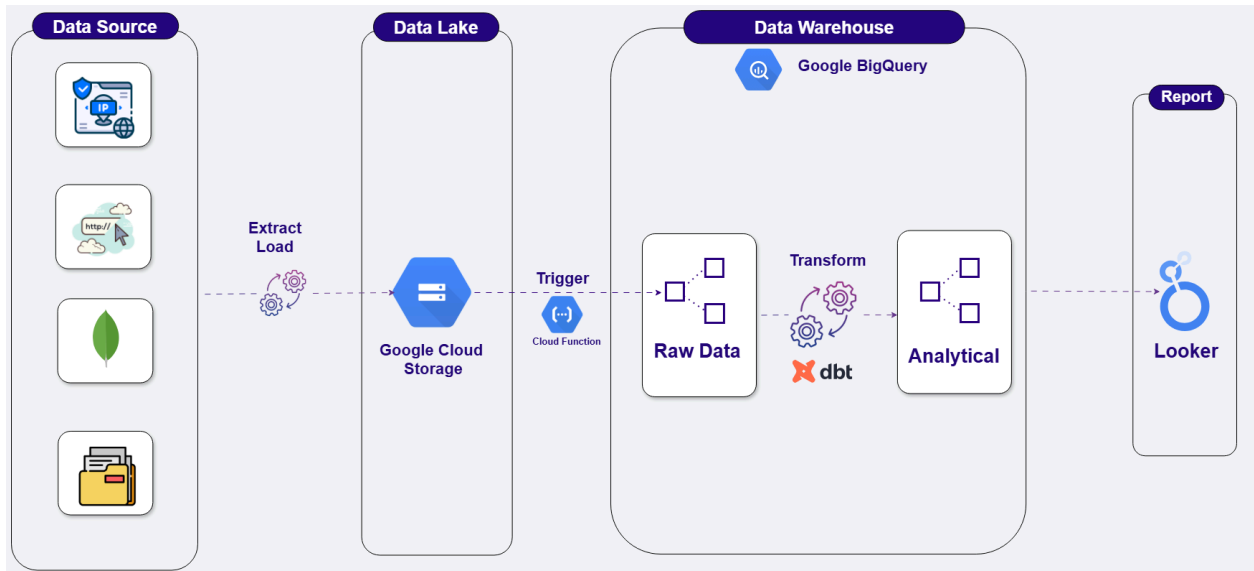 Data Source
Data Lake
Data Warehouse
Google BigQuery
Report
IP
http://
Extract
Load
Google Cloud
Storage
Trigger
Cloud Function
Raw Data
Transform
dbt
Analytical
Looker